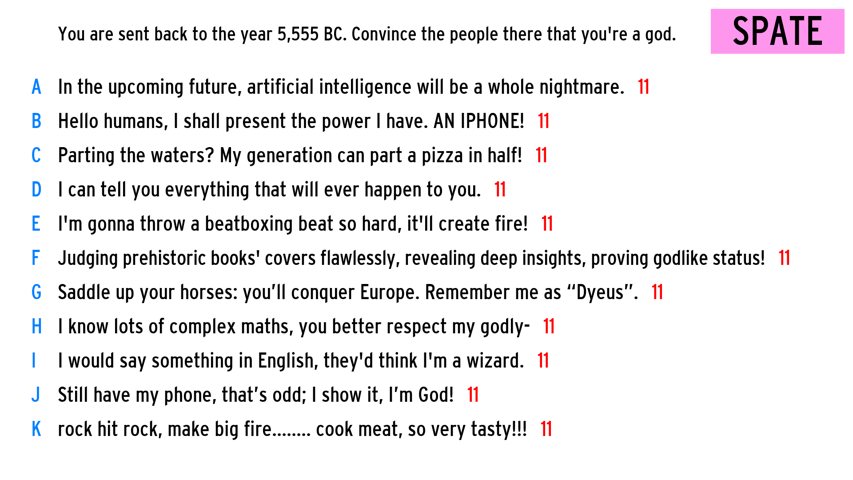 You are sent back to the year 5,555 BC. Convince the people there that you're a god.
SPATE
A In the upcoming future, artificial intelligence will be a whole nightmare. 11
B Hello humans, I shall present the power I have. AN IPHONE! 11
C Parting the waters? My generation can part a pizza in half! 11
D I can tell you everything that will ever happen to you. 11
E I'm gonna throw a beatboxing beat so hard, it'll create fire! 11
F Judging prehistoric books' covers flawlessly, revealing deep insights, proving godlike status! 11
G Saddle up your horses: you’ll conquer Europe. Remember me as “Dyeus”. 11
H I know lots of complex maths, you better respect my godly- 11
I I would say something in English, they'd think I'm a wizard. 11
J Still have my phone, that’s odd; I show it, I’m God! 11
K rock hit rock, make big fire........ cook meat, so very tasty!!! 11